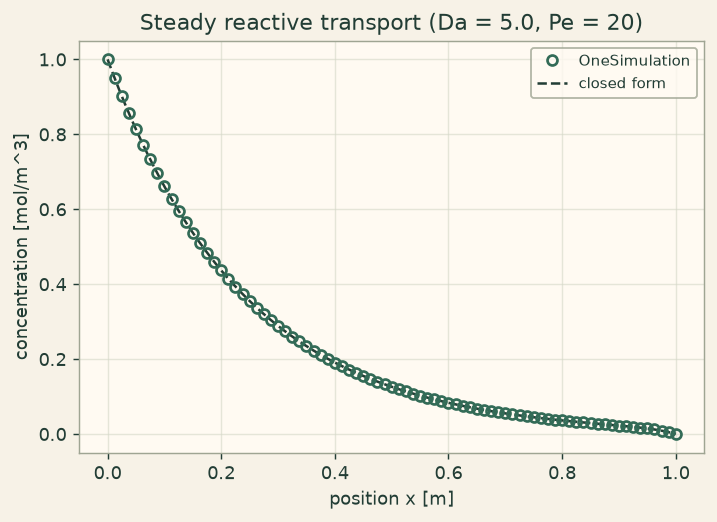 Steady reactive transport (Da = 5.0, Pe = 20)
OneSimulation
closed form
concentration [mol/m^3]
1.0
0.8
0.6
0.4
0.2
0.0
0.0 0.2 0.4 0.6 0.8 1.0
position x [m]